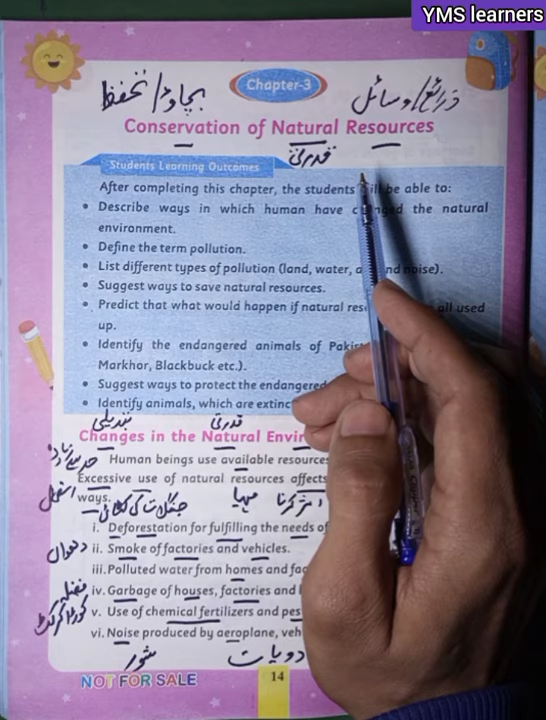 YMS learners
Chapter-3
بچاوڑ/تحفظ
ذرائع/وسائل
Conservation of Natural Resources
قدرتی
Students Learning Outcomes
After completing this chapter, the students will be able to:
• Describe ways in which human have changed the natural
environment.
• Define the term pollution.
• List different types of pollution (land, water, a nd noise).
• Suggest ways to save natural resources.
• Predict that what would happen if natural res all used
up.
• Identify the endangered animals of Pakis
Markhor, Blackbuck etc.).
• Suggest ways to protect the endangered
• Identify animals, which are extinc
تبدیلی قدرتی
Changes in the Natural Envir
حد سے زیادہ
Human beings use available resources
Excessive use of natural resources affects
استعمال
ways.
جنگلات کی کٹائی مہیا اثر کرنا
i. Deforestation for fulfilling the needs of
دھواں
ii. Smoke of factories and vehicles.
iii. Polluted water from homes and fac
فضلہ
iv. Garbage of houses, factories and
کوڑا کرکٹ
v. Use of chemical fertilizers and pes
vi. Noise produced by aeroplane, veh
شور
NOT FOR SALE
14